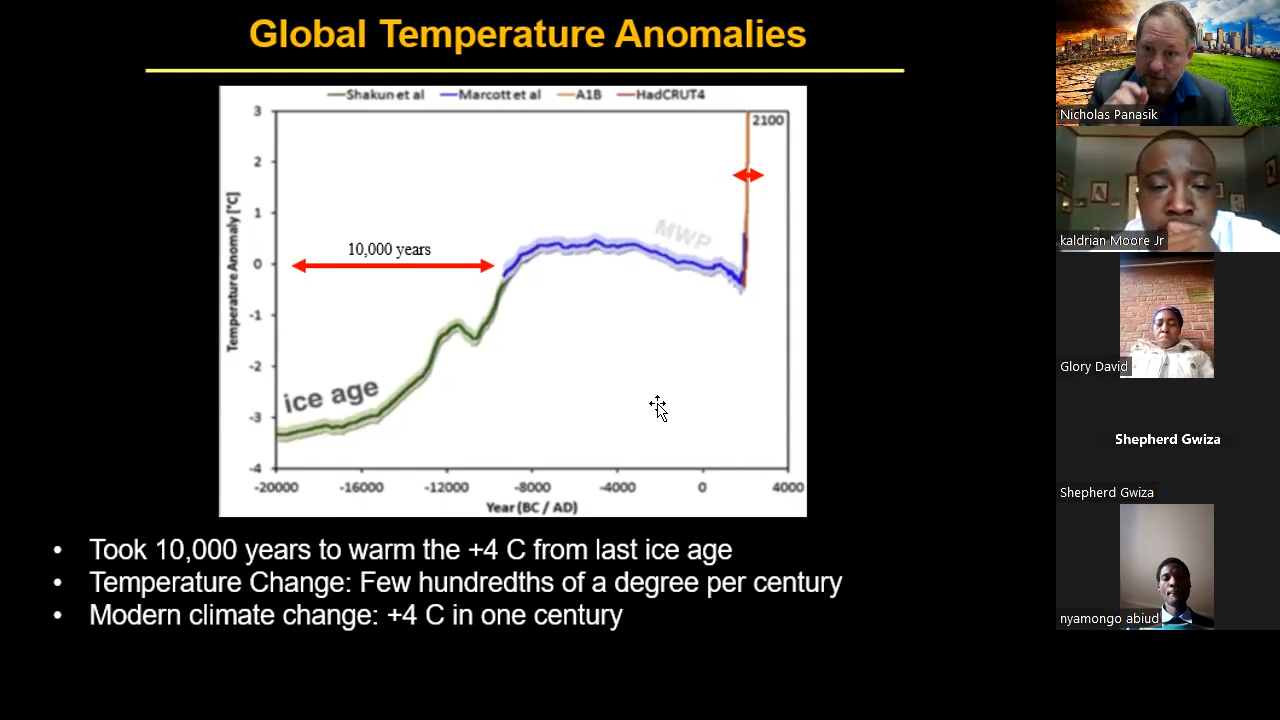 Global Temperature Anomalies
Shakun et al Marcott et al A1B HadCRUT4
3
2100
2
1
MWP
10,000 years
0
-1
-2
ice age
-3
-4
Temperature Anomaly [°C]
-20000 -16000 -12000 -8000 -4000 0 4000
Year (BC / AD)
• Took 10,000 years to warm the +4 C from last ice age
• Temperature Change: Few hundredths of a degree per century
• Modern climate change: +4 C in one century
Nicholas Panasik
kaldrian Moore Jr
Glory David
Shepherd Gwiza
Shepherd Gwiza
nyamongo abiud